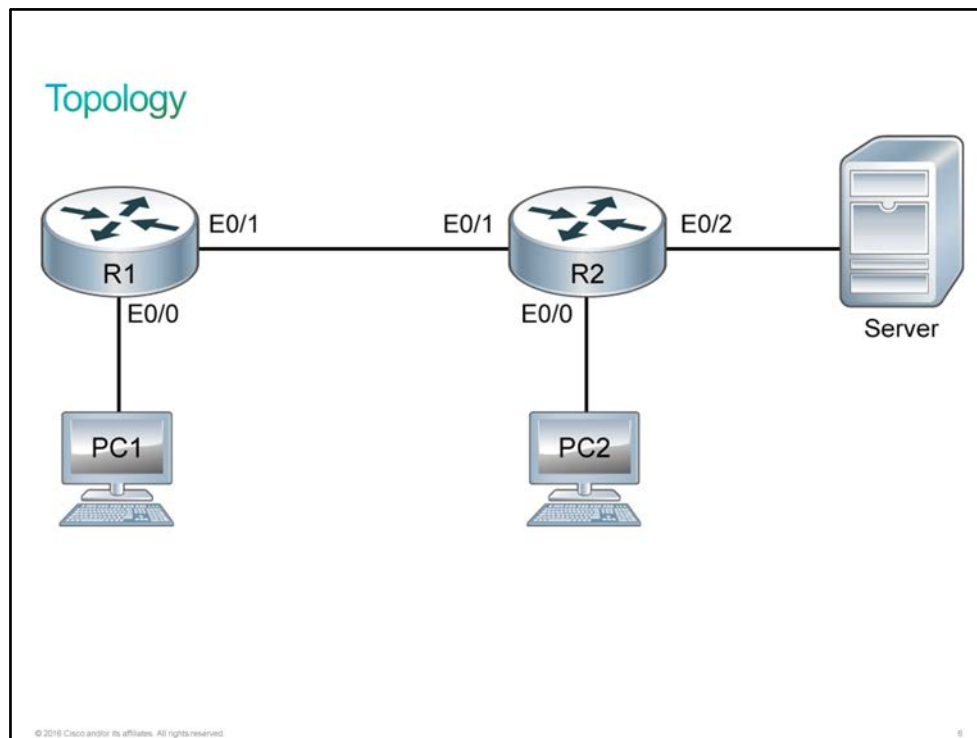 Topology
E0/1
E0/1
E0/2
R1
R2
E0/0
E0/0
Server
PC1
PC2
© 2016 Cisco and/or its affiliates. All rights reserved.
6